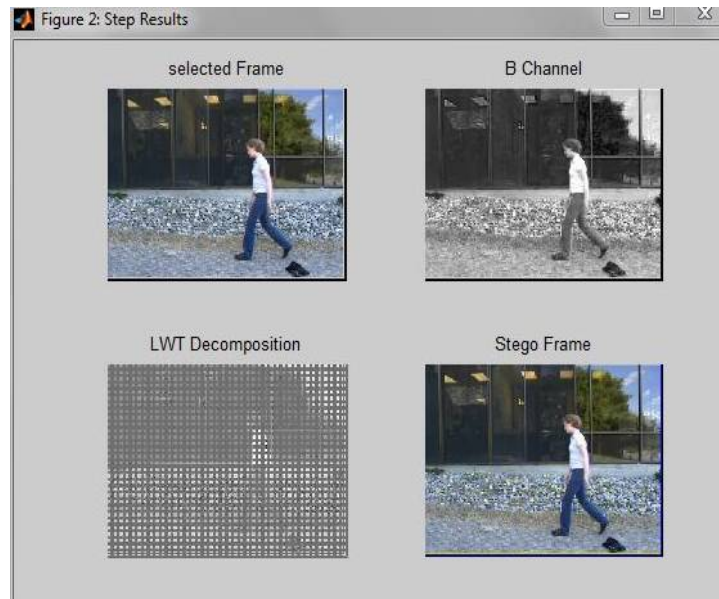 Figure 2: Step Results
selected Frame
B Channel
LWT Decomposition
Stego Frame